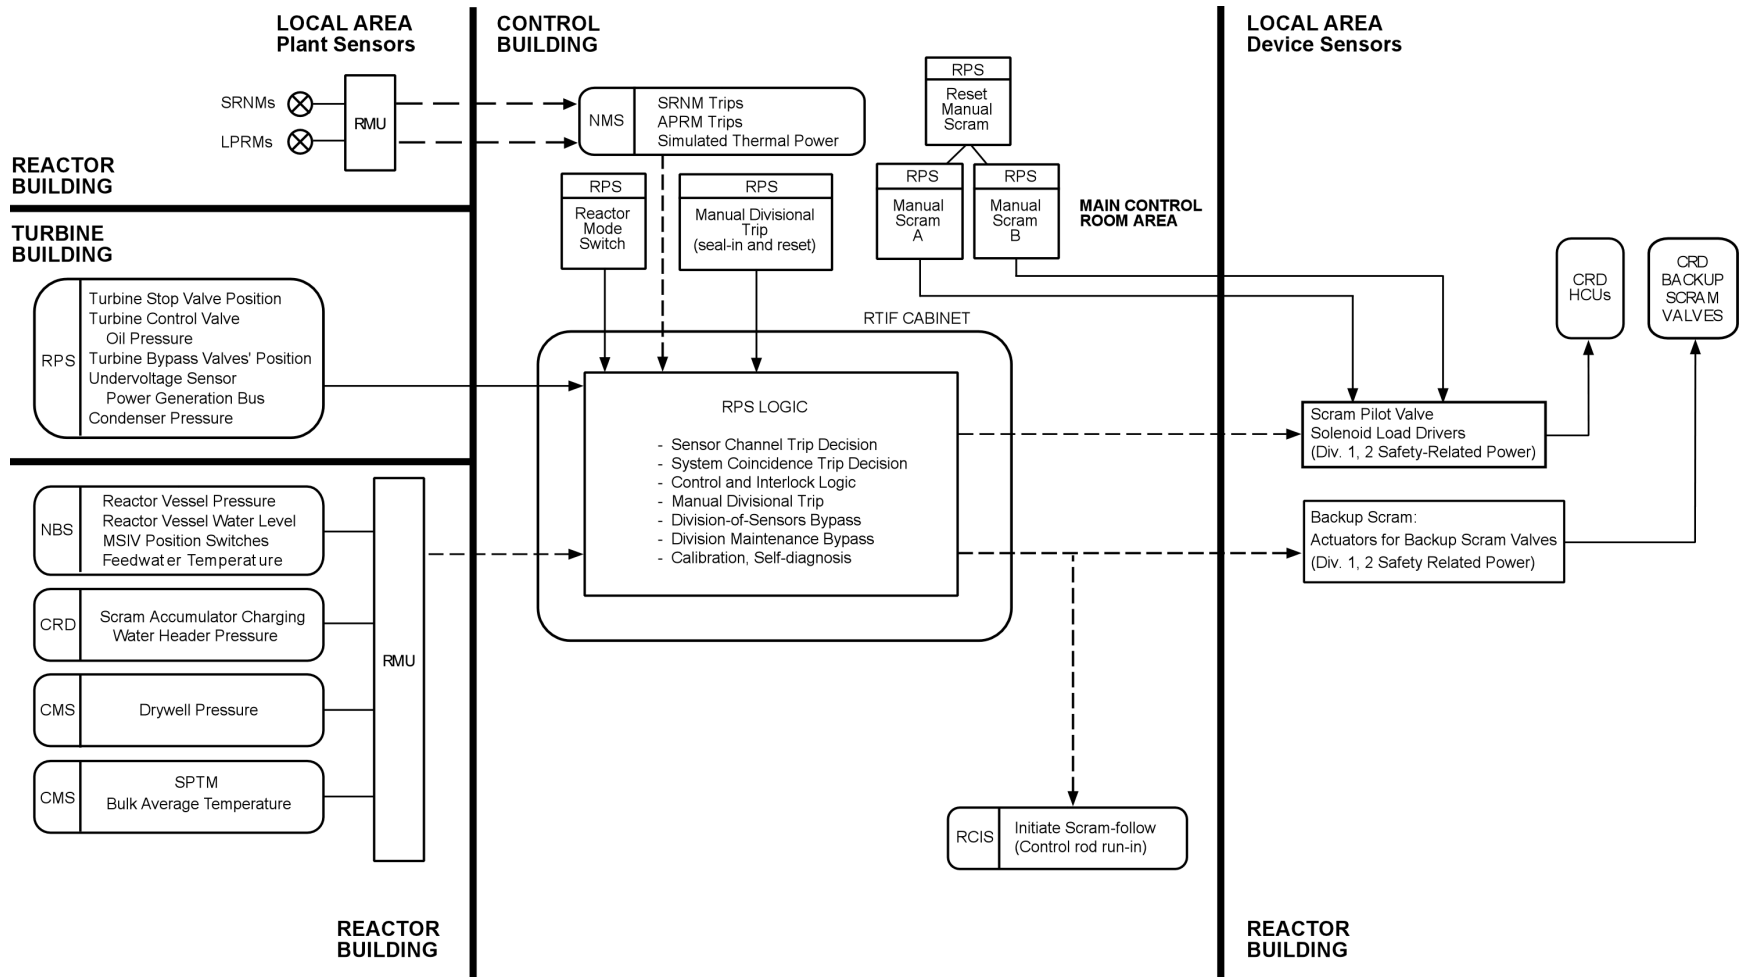 LOCAL AREA
Plant Sensors
SRNMs
LPRMs
RMU
REACTOR
BUILDING
TURBINE
BUILDING
RPS
Turbine Stop Valve Position
Turbine Control Valve
Oil Pressure
Turbine Bypass Valves' Position
Undervoltage Sensor
Power Generation Bus
Condenser Pressure
NBS
Reactor Vessel Pressure
Reactor Vessel Water Level
MSIV Position Switches
Feedwater Temperature
CRD
Scram Accumulator Charging
Water Header Pressure
CMS
Drywell Pressure
CMS
SPTM
Bulk Average Temperature
RMU
REACTOR
BUILDING
CONTROL
BUILDING
NMS
SRNM Trips
APRM Trips
Simulated Thermal Power
RPS
Reactor
Mode
Switch
RPS
Manual Divisional
Trip
(seal-in and reset)
RPS
Reset
Manual
Scram
RPS
Manual
Scram
A
RPS
Manual
Scram
B
MAIN CONTROL
ROOM AREA
RTIF CABINET
RPS LOGIC
- Sensor Channel Trip Decision
- System Coincidence Trip Decision
- Control and Interlock Logic
- Manual Divisional Trip
- Division-of-Sensors Bypass
- Division Maintenance Bypass
- Calibration, Self-diagnosis
RCIS
Initiate Scram-follow
(Control rod run-in)
LOCAL AREA
Device Sensors
CRD
HCUs
CRD
BACKUP
SCRAM
VALVES
Scram Pilot Valve
Solenoid Load Drivers
(Div. 1, 2 Safety-Related Power)
Backup Scram:
Actuators for Backup Scram Valves
(Div. 1, 2 Safety Related Power)
REACTOR
BUILDING